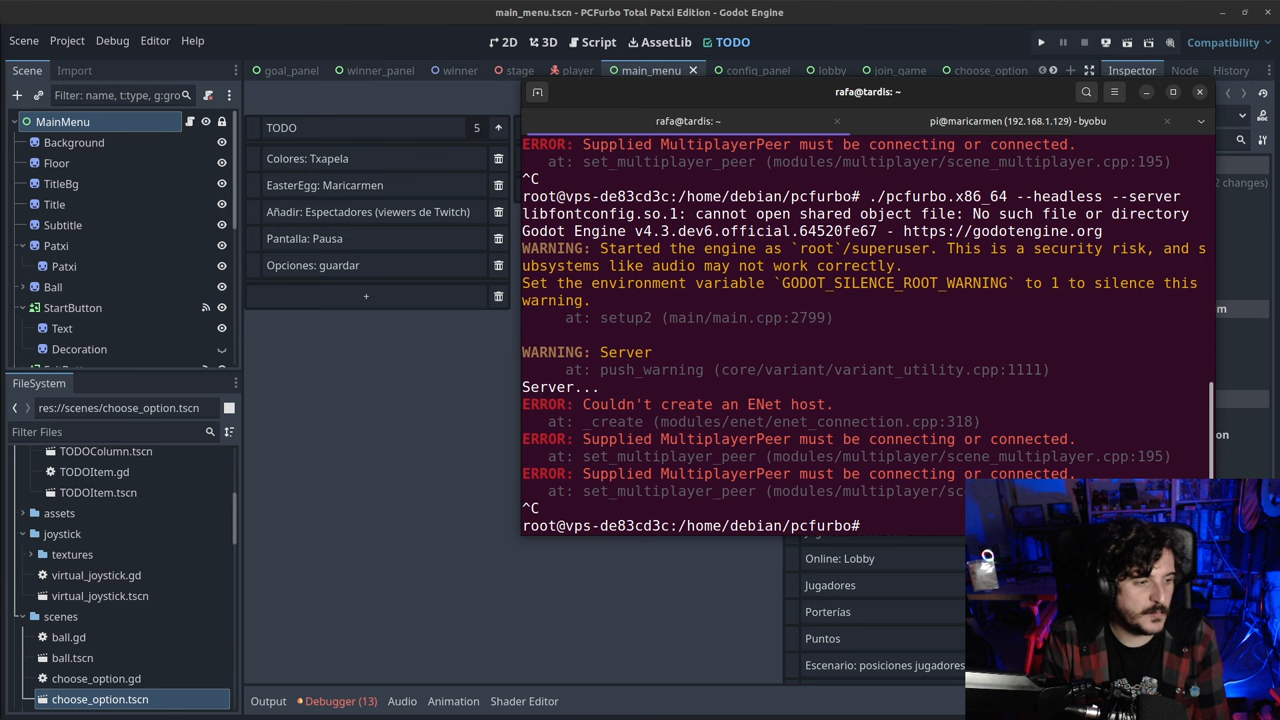 main_menu.tscn - PCFurbo Total Patxi Edition - Godot Engine
Scene Project Debug Editor Help
2D 3D Script AssetLib TODO
Compatibility
Scene Import
goal_panel winner_panel winner stage player main_menu config_panel lobby join_game choose_option
Inspector Node History
Filter: name, t:type, g:gro
MainMenu
Background
Floor
TitleBg
Title
Subtitle
Patxi
Patxi
Ball
StartButton
Text
Decoration
FileSystem
res://scenes/choose_option.tscn
Filter Files
TODOColumn.tscn
TODOItem.gd
TODOItem.tscn
assets
joystick
textures
virtual_joystick.gd
virtual_joystick.tscn
scenes
ball.gd
ball.tscn
choose_option.gd
choose_option.tscn
TODO 5
Colores: Txapela
EasterEgg: Maricarmen
Añadir: Espectadores (viewers de Twitch)
Pantalla: Pausa
Opciones: guardar
+
rafa@tardis: ~
rafa@tardis: ~
pi@maricarmen (192.168.1.129) - byobu
ERROR: Supplied MultiplayerPeer must be connecting or connected.
at: set_multiplayer_peer (modules/multiplayer/scene_multiplayer.cpp:195)
^C
root@vps-de83cd3c:/home/debian/pcfurbo# ./pcfurbo.x86_64 --headless --server
libfontconfig.so.1: cannot open shared object file: No such file or directory
Godot Engine v4.3.dev6.official.64520fe67 - https://godotengine.org
WARNING: Started the engine as `root`/superuser. This is a security risk, and s
ubsystems like audio may not work correctly.
Set the environment variable `GODOT_SILENCE_ROOT_WARNING` to 1 to silence this
warning.
at: setup2 (main/main.cpp:2799)
WARNING: Server
at: push_warning (core/variant/variant_utility.cpp:1111)
Server...
ERROR: Couldn't create an ENet host.
at: _create (modules/enet/enet_connection.cpp:318)
ERROR: Supplied MultiplayerPeer must be connecting or connected.
at: set_multiplayer_peer (modules/multiplayer/scene_multiplayer.cpp:195)
ERROR: Supplied MultiplayerPeer must be connecting or connected.
at: set_multiplayer_peer (modules/multiplayer/sc
^C
root@vps-de83cd3c:/home/debian/pcfurbo#
2 changes)
Online: Lobby
Jugadores
Porterías
Puntos
Escenario: posiciones jugadores
Output Debugger (13) Audio Animation Shader Editor